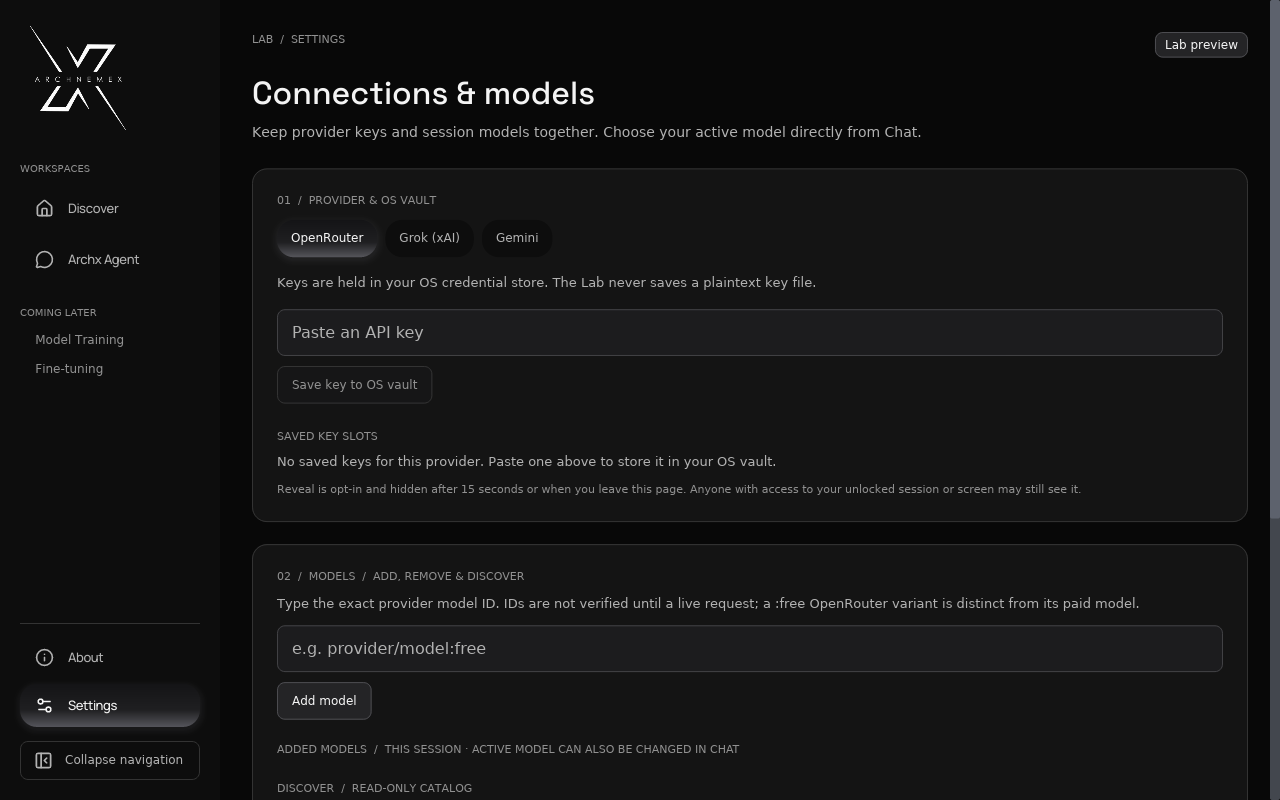 ARCHNEMEX
WORKSPACES
Discover
Archx Agent
COMING LATER
Model Training
Fine-tuning
About
Settings
Collapse navigation
LAB / SETTINGS
Lab preview
Connections & models
Keep provider keys and session models together. Choose your active model directly from Chat.
01 / PROVIDER & OS VAULT
OpenRouter
Grok (xAI)
Gemini
Keys are held in your OS credential store. The Lab never saves a plaintext key file.
Paste an API key
Save key to OS vault
SAVED KEY SLOTS
No saved keys for this provider. Paste one above to store it in your OS vault.
Reveal is opt-in and hidden after 15 seconds or when you leave this page. Anyone with access to your unlocked session or screen may still see it.
02 / MODELS / ADD, REMOVE & DISCOVER
Type the exact provider model ID. IDs are not verified until a live request; a :free OpenRouter variant is distinct from its paid model.
e.g. provider/model:free
Add model
ADDED MODELS / THIS SESSION · ACTIVE MODEL CAN ALSO BE CHANGED IN CHAT
DISCOVER / READ-ONLY CATALOG